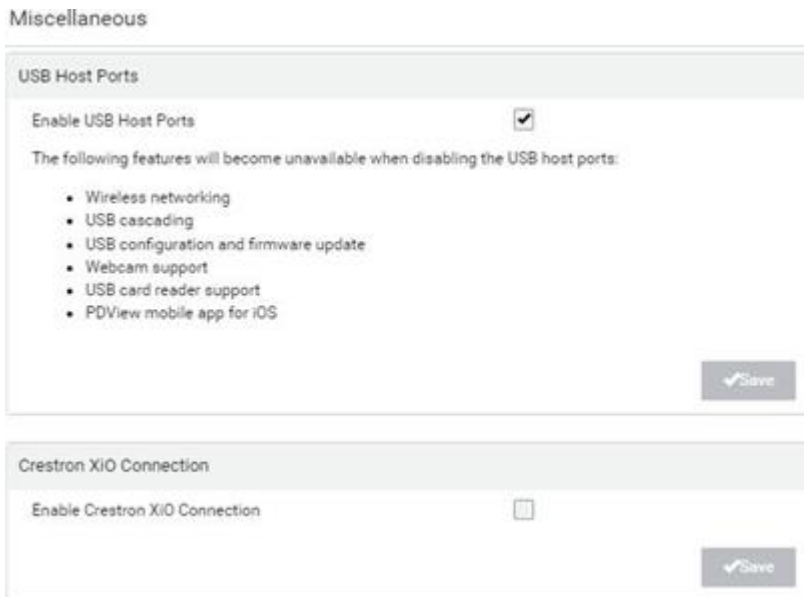 Miscellaneous
USB Host Ports
Enable USB Host Ports
The following features will become unavailable when disabling the USB host ports:
• Wireless networking
• USB cascading
• USB configuration and firmware update
• Webcam support
• USB card reader support
• PDView mobile app for iOS
Save
Crestron XiO Connection
Enable Crestron XiO Connection
Save